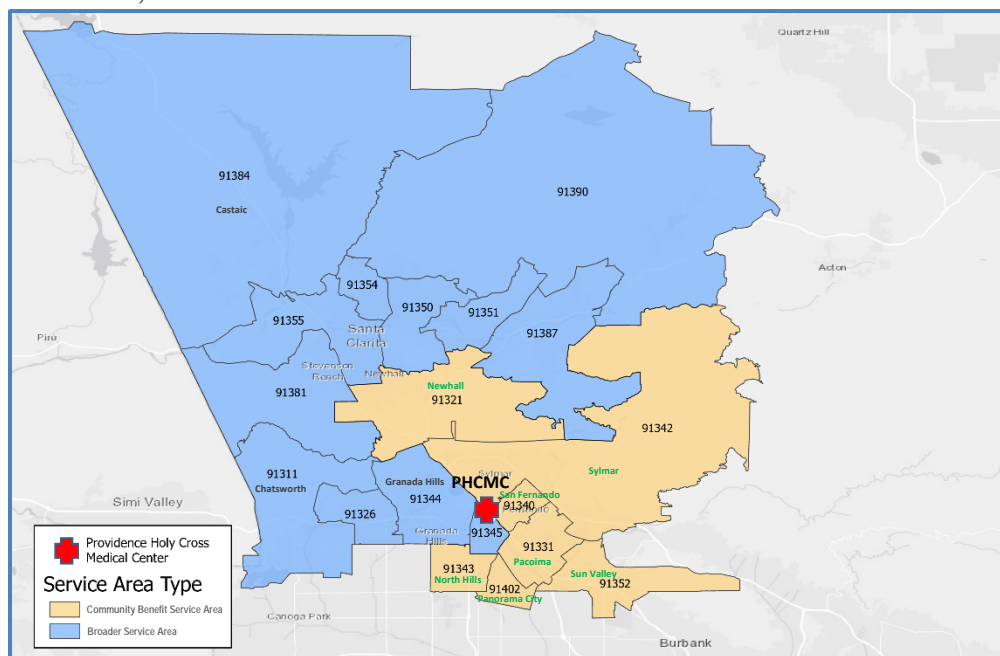 Quartz Hill
91384
Castaic
91390
Acton
91354
91350
91351
91355
Santa
Clarita
91387
Piru
Stevenson
Ranch
Newhall
Newhall
91321
91381
91342
91311
Chatsworth
Granada Hills
91344
Sylmar
Sylmar
PHCMC
San Fernando
91340
Fernando
Simi Valley
91326
Granada
Hills
91345
91331
Pacoima
91343
North Hills
Sun Valley
91352
91402
Panorama City
Canoga Park
Burbank
Providence Holy Cross
Medical Center
Service Area Type
Community Benefit Service Area
Broader Service Area